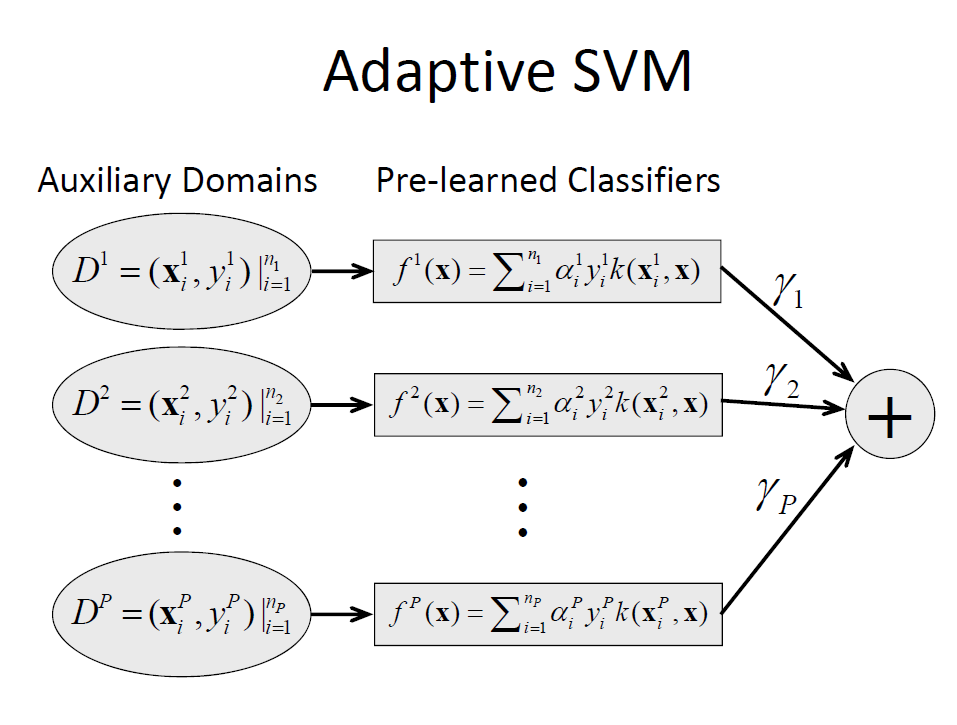 Adaptive SVM
Auxiliary Domains
Pre-learned Classifiers
D^1 = (x_i^1, y_i^1) |_{i=1}^{n_1}
f^1(x) = ∑_{i=1}^{n_1} α_i^1 y_i^1 k(x_i^1, x)
γ_1
D^2 = (x_i^2, y_i^2) |_{i=1}^{n_2}
f^2(x) = ∑_{i=1}^{n_2} α_i^2 y_i^2 k(x_i^2, x)
γ_2
+
γ_P
D^P = (x_i^P, y_i^P) |_{i=1}^{n_P}
f^P(x) = ∑_{i=1}^{n_P} α_i^P y_i^P k(x_i^P, x)